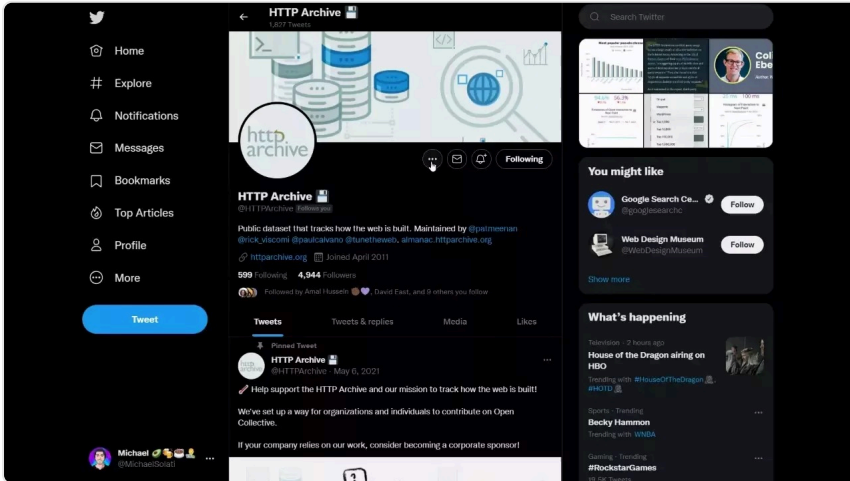 Home
Explore
Notifications
Messages
Bookmarks
Top Articles
Profile
More
Tweet
Michael
@MichaelSolati
HTTP Archive
1,827 Tweets
http
archive
Following
HTTP Archive
@HTTPArchive Follows you
Public dataset that tracks how the web is built. Maintained by @patmeenan
@rick_viscomi @paulcalvano @tunetheweb, almanac.httparchive.org
httparchive.org Joined April 2011
599 Following 4,944 Followers
Followed by Amal Hussein, David East, and 9 others you follow
Tweets Tweets & replies Media Likes
Pinned Tweet
HTTP Archive
@HTTPArchive · May 6, 2021
Help support the HTTP Archive and our mission to track how the web is built!
We've set up a way for organizations and individuals to contribute on Open
Collective.
If your company relies on our work, consider becoming a corporate sponsor!
Search Twitter
You might like
Google Search Ce...
@googlesearchc
Follow
Web Design Museum
@WebDesignMuseum
Follow
Show more
What's happening
Television · 2 hours ago
House of the Dragon airing on
HBO
Trending with #HouseOfTheDragon,
#HOTD
Sports · Trending
Becky Hammon
Trending with WNBA
Gaming · Trending
#RockstarGames